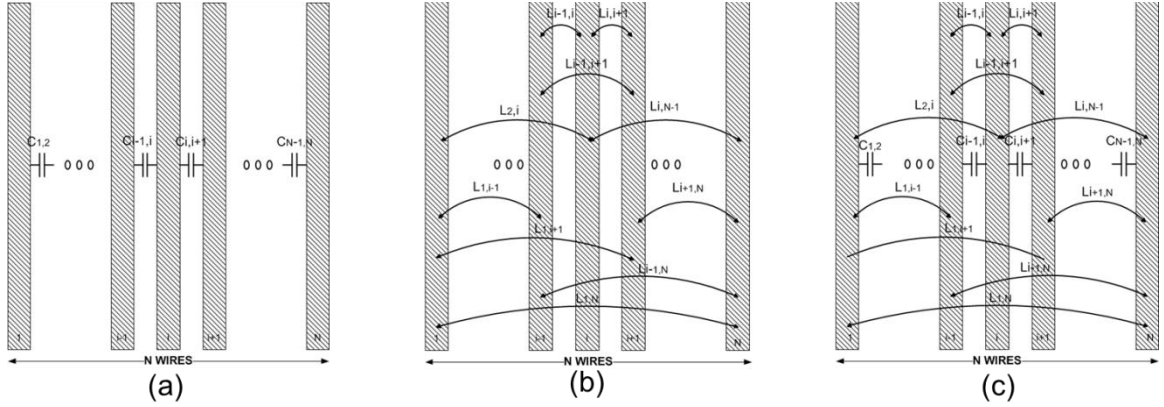 C1,2 Ci-1,i Ci,i+1 CN-1,N
1 i-1 i i+1 N
N WIRES
(a)
Li-1,i Li,i+1
Li-1,i+1
L2,i Li,N-1
L1,i-1 Li+1,N
L1,i+1
Li-1,N
L1,N
1 i-1 i i+1 N
N WIRES
(b)
Li-1,i Li,i+1
Li-1,i+1
L2,i Li,N-1
C1,2 Ci-1,i Ci,i+1 CN-1,N
L1,i-1 Li+1,N
L1,i+1
Li-1,N
L1,N
1 i-1 i i+1 N
N WIRES
(c)